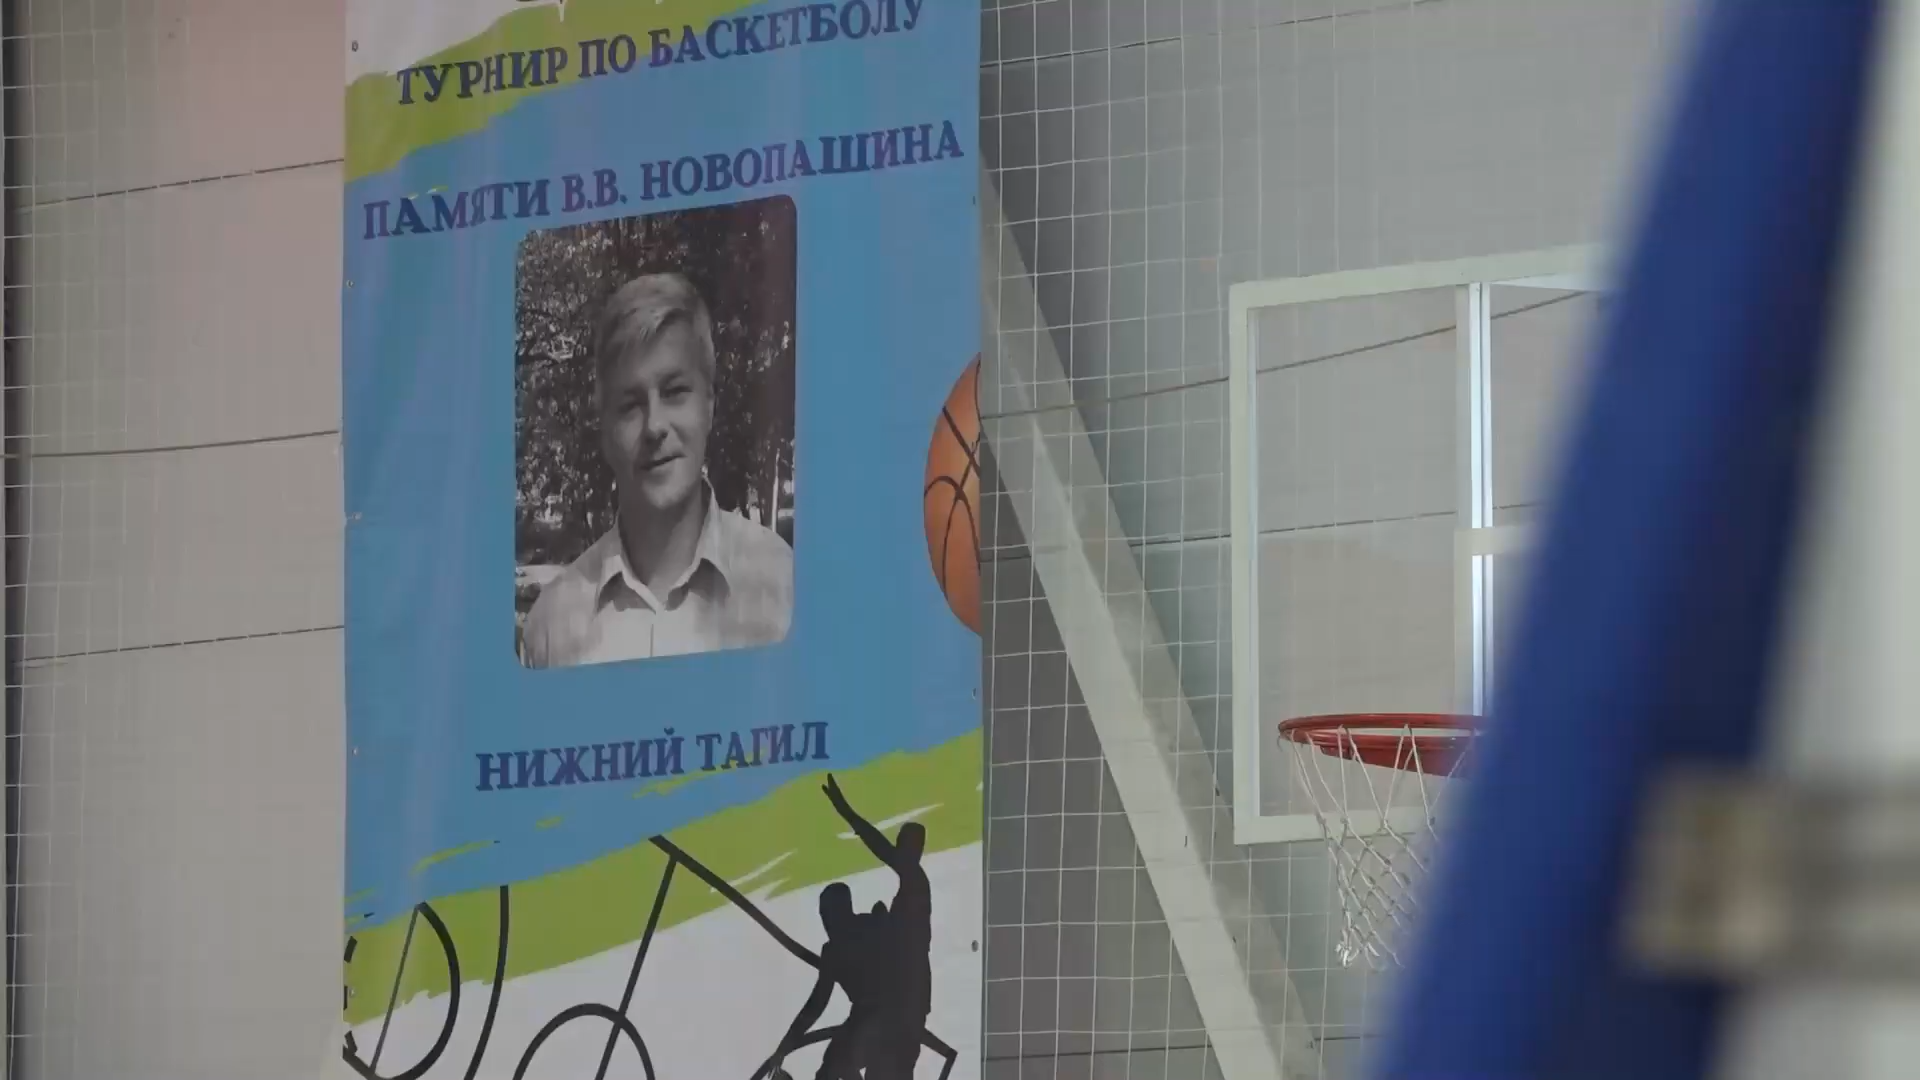 ТУРНИР ПО БАСКЕТБОЛУ
ПАМЯТИ В.В. НОВОПАШИНА
НИЖНИЙ ТАГИЛ